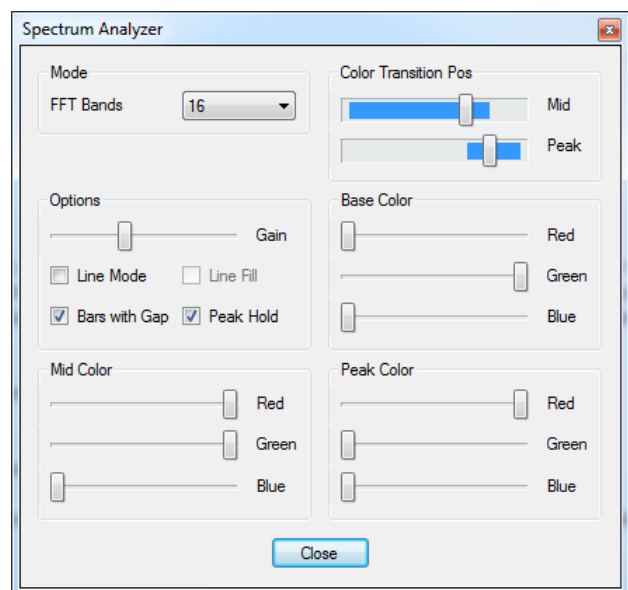 Spectrum Analyzer
Mode
FFT Bands
16
Color Transition Pos
Mid
Peak
Options
Gain
Line Mode
Line Fill
Bars with Gap
Peak Hold
Base Color
Red
Green
Blue
Mid Color
Red
Green
Blue
Peak Color
Red
Green
Blue
Close